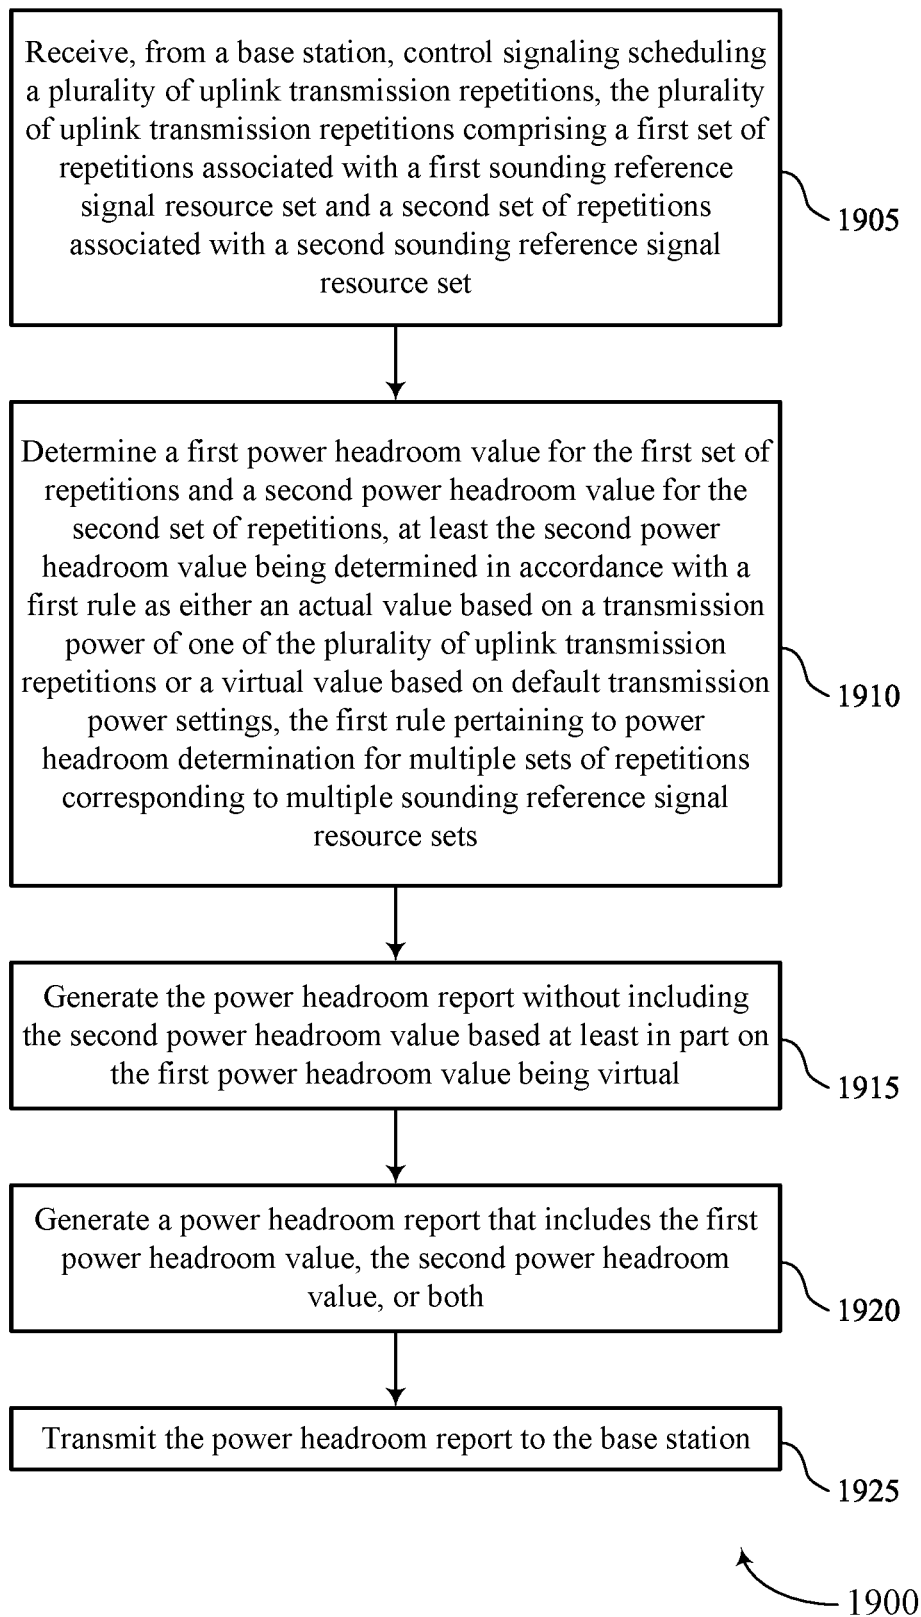 Receive, from a base station, control signaling scheduling
a plurality of uplink transmission repetitions, the plurality
of uplink transmission repetitions comprising a first set of
repetitions associated with a first sounding reference
signal resource set and a second set of repetitions
associated with a second sounding reference signal
resource set
1905
Determine a first power headroom value for the first set of
repetitions and a second power headroom value for the
second set of repetitions, at least the second power
headroom value being determined in accordance with a
first rule as either an actual value based on a transmission
power of one of the plurality of uplink transmission
repetitions or a virtual value based on default transmission
power settings, the first rule pertaining to power
headroom determination for multiple sets of repetitions
corresponding to multiple sounding reference signal
resource sets
1910
Generate the power headroom report without including
the second power headroom value based at least in part on
the first power headroom value being virtual
1915
Generate a power headroom report that includes the first
power headroom value, the second power headroom
value, or both
1920
Transmit the power headroom report to the base station
1925
1900